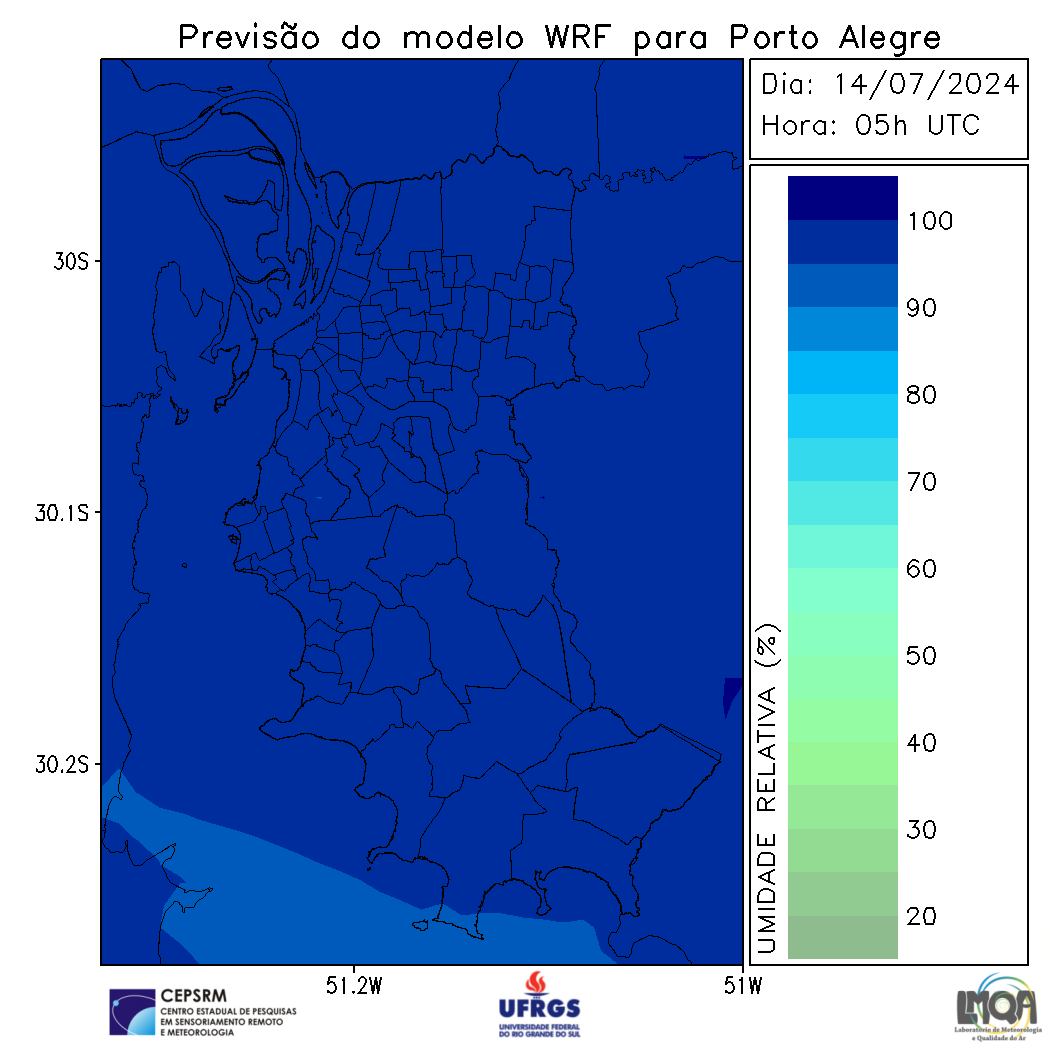 Previsão do modelo WRF para Porto Alegre
Dia: 14/07/2024
Hora: 05h UTC
30S
30.1S
30.2S
51.2W
51W
100
90
80
70
60
50
40
30
20
UMIDADE RELATIVA (%)
CEPSRM
CENTRO ESTADUAL DE PESQUISAS
EM SENSORIAMENTO REMOTO
E METEOROLOGIA
UFRGS
UNIVERSIDADE FEDERAL
DO RIO GRANDE DO SUL
LMQA
Laboratório de Meteorologia
e Qualidade do Ar